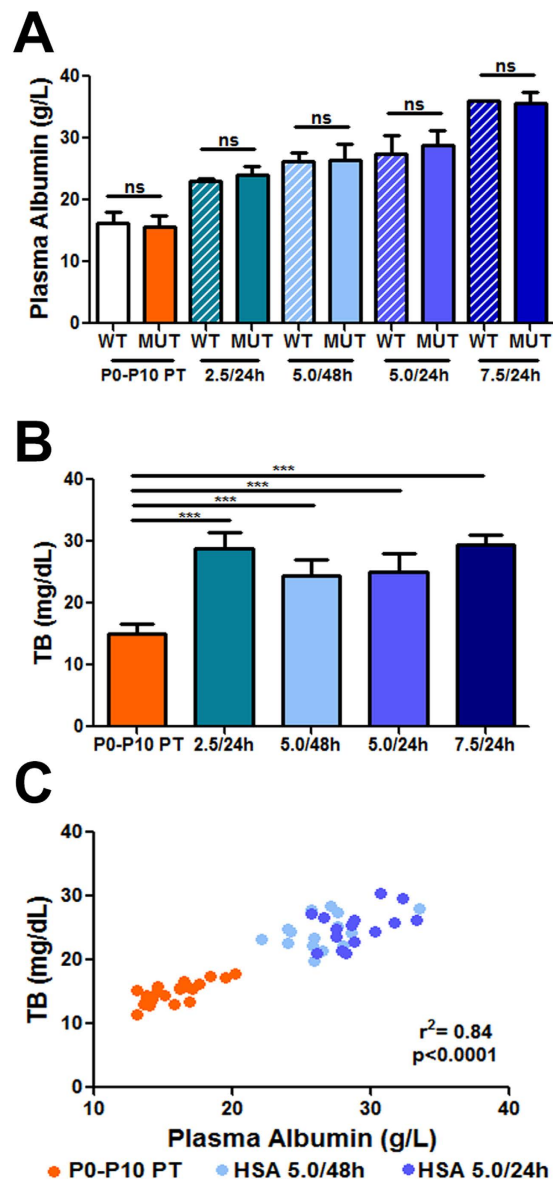 A
Plasma Albumin (g/L)
40
30
20
10
0
ns ns ns ns ns
WT MUT WT MUT WT MUT WT MUT WT MUT
P0-P10 PT 2.5/24h 5.0/48h 5.0/24h 7.5/24h
B
TB (mg/dL)
40
30
20
10
0
***
***
***
***
P0-P10 PT 2.5/24h 5.0/48h 5.0/24h 7.5/24h
C
TB (mg/dL)
40
30
20
10
0
r²= 0.84
p<0.0001
10 20 30 40
Plasma Albumin (g/L)
P0-P10 PT HSA 5.0/48h HSA 5.0/24h